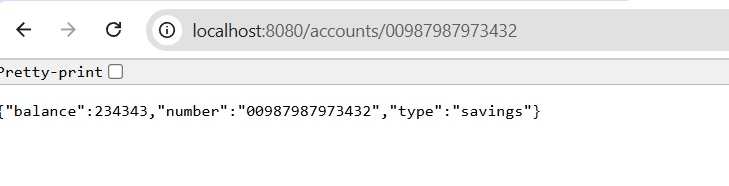 localhost:8080/accounts/00987987973432
Pretty-print
{"balance":234343,"number":"00987987973432","type":"savings"}